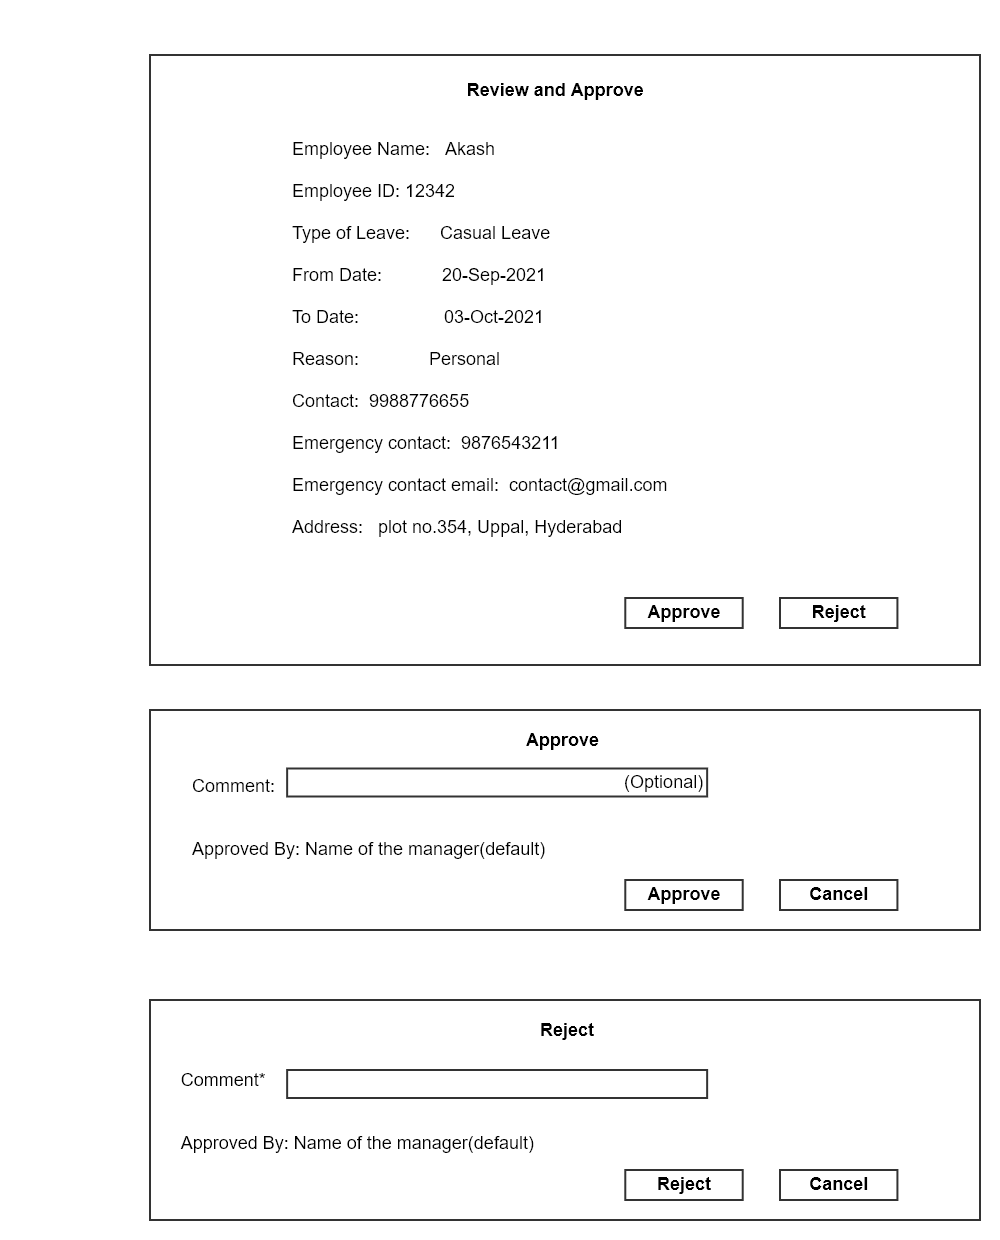 Review and Approve
Employee Name: Akash
Employee ID: 12342
Type of Leave: Casual Leave
From Date: 20-Sep-2021
To Date: 03-Oct-2021
Reason: Personal
Contact: 9988776655
Emergency contact: 9876543211
Emergency contact email: contact@gmail.com
Address: plot no.354, Uppal, Hyderabad
Approve Reject
Approve
Comment: (Optional)
Approved By: Name of the manager(default)
Approve Cancel
Reject
Comment*
Approved By: Name of the manager(default)
Reject Cancel